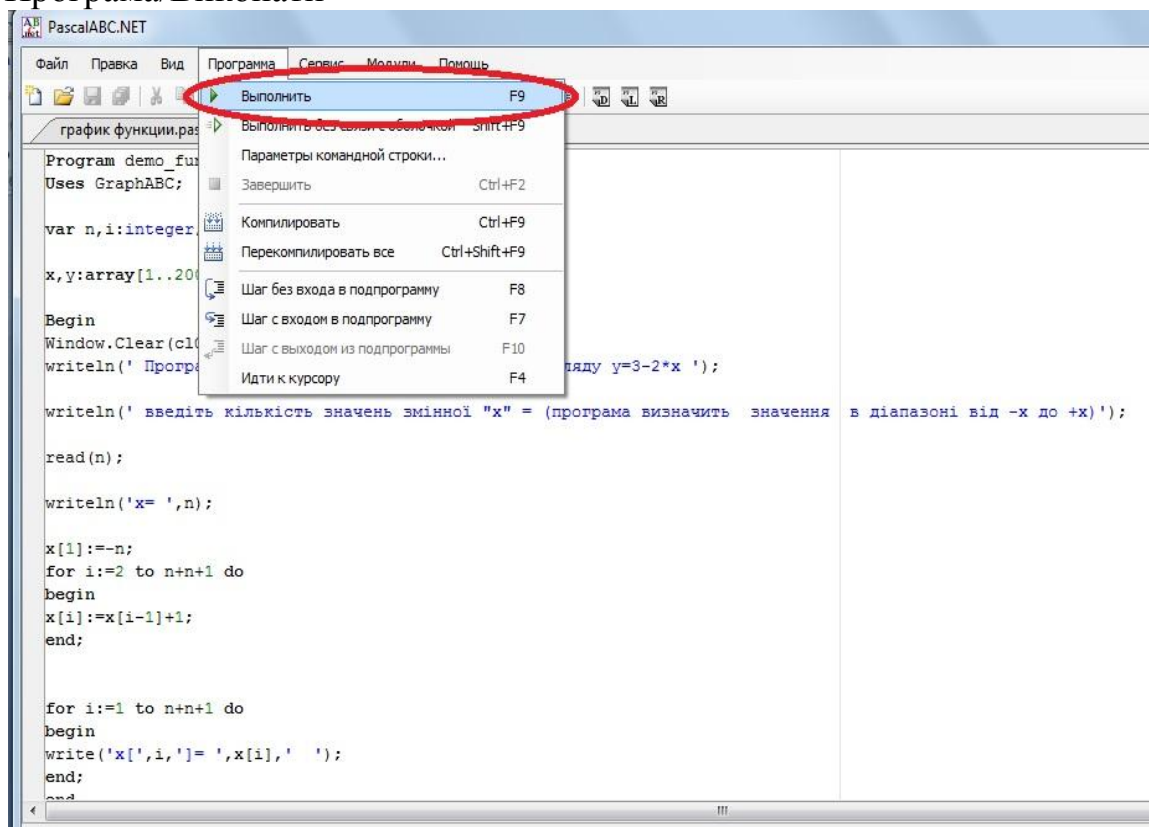 Програма/Виконати
PascalABC.NET
Файл Правка Вид Программа Сервис Модули Помощь
Выполнить F9
график функции.pas Выполнить без связи с оболочкой Shift+F9
Program demo_fu Параметры командной строки...
Uses GraphABC; Завершить Ctrl+F2
var n,i:integer Компилировать Ctrl+F9
Перекомпилировать все Ctrl+Shift+F9
x,y:array[1..200
Шаг без входа в подпрограмму F8
Begin Шаг с входом в подпрограмму F7
Window.Clear(cl Шаг с выходом из подпрограммы F10
writeln(' Програ ляду y=3-2*x ');
Идти к курсору F4
writeln(' введіть кількість значень змінної "x" = (програма визначить значення в діапазоні від -x до +x)');
read(n);
writeln('x= ',n);
x[1]:=-n;
for i:=2 to n+n+1 do
begin
x[i]:=x[i-1]+1;
end;
for i:=1 to n+n+1 do
begin
write('x[',i,']= ',x[i],' ');
end;